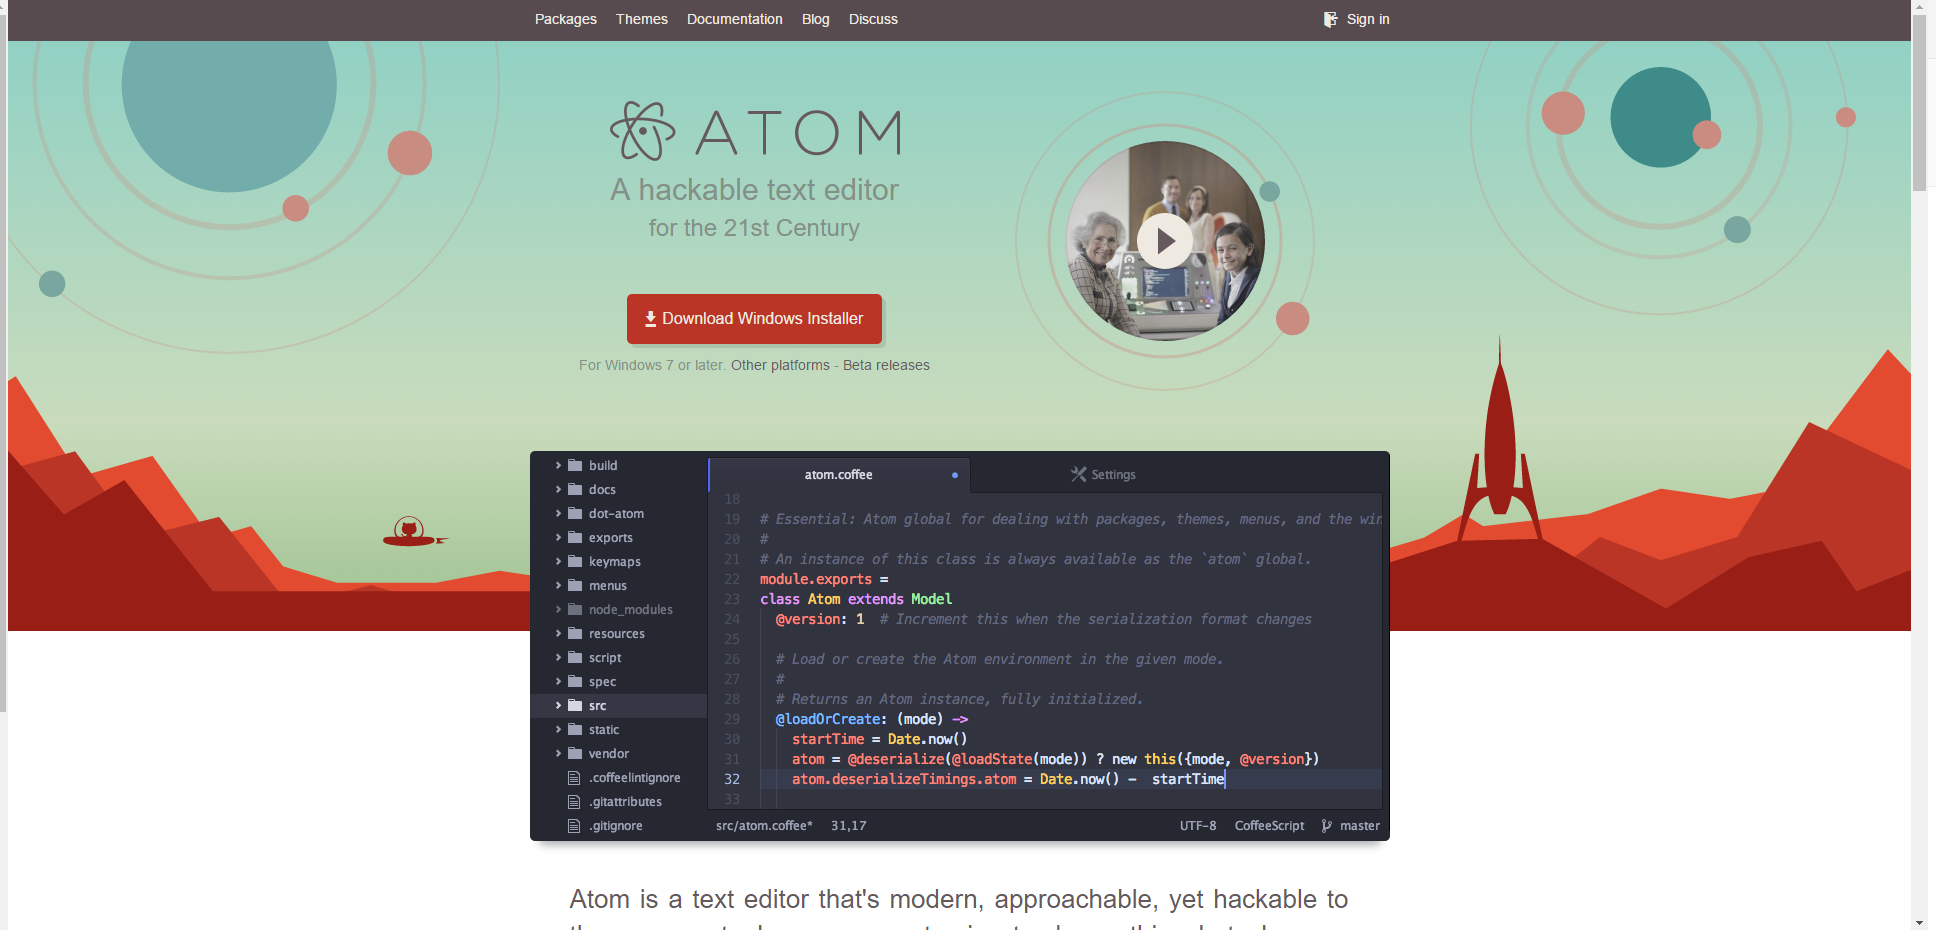 Packages Themes Documentation Blog Discuss Sign in
ATOM
A hackable text editor
for the 21st Century
Download Windows Installer
For Windows 7 or later. Other platforms - Beta releases
build
docs
dot-atom
exports
keymaps
menus
node_modules
resources
script
spec
src
static
vendor
.coffeelintignore
.gitattributes
.gitignore
atom.coffee Settings
18
19 # Essential: Atom global for dealing with packages, themes, menus, and the win
20 #
21 # An instance of this class is always available as the `atom` global.
22 module.exports =
23 class Atom extends Model
24 @version: 1 # Increment this when the serialization format changes
25
26 # Load or create the Atom environment in the given mode.
27 #
28 # Returns an Atom instance, fully initialized.
29 @loadOrCreate: (mode) ->
30 startTime = Date.now()
31 atom = @deserialize(@loadState(mode)) ? new this({mode, @version})
32 atom.deserializeTimings.atom = Date.now() - startTime
33
src/atom.coffee* 31,17 UTF-8 CoffeeScript master
Atom is a text editor that's modern, approachable, yet hackable to